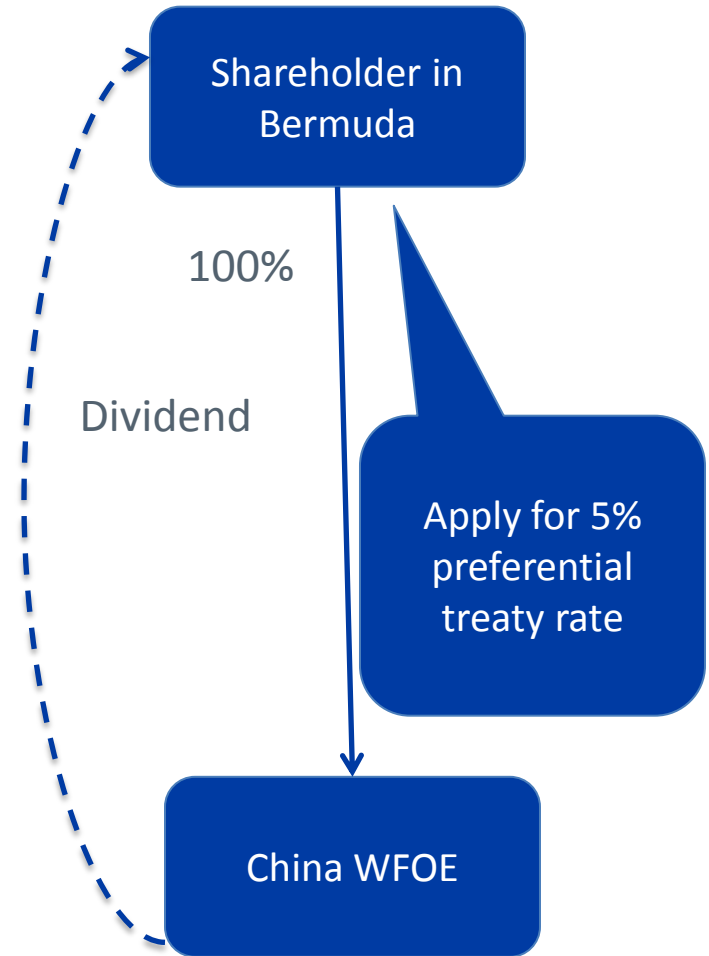 Shareholder in
Bermuda
100%
Dividend
Apply for 5%
preferential
treaty rate
China WFOE